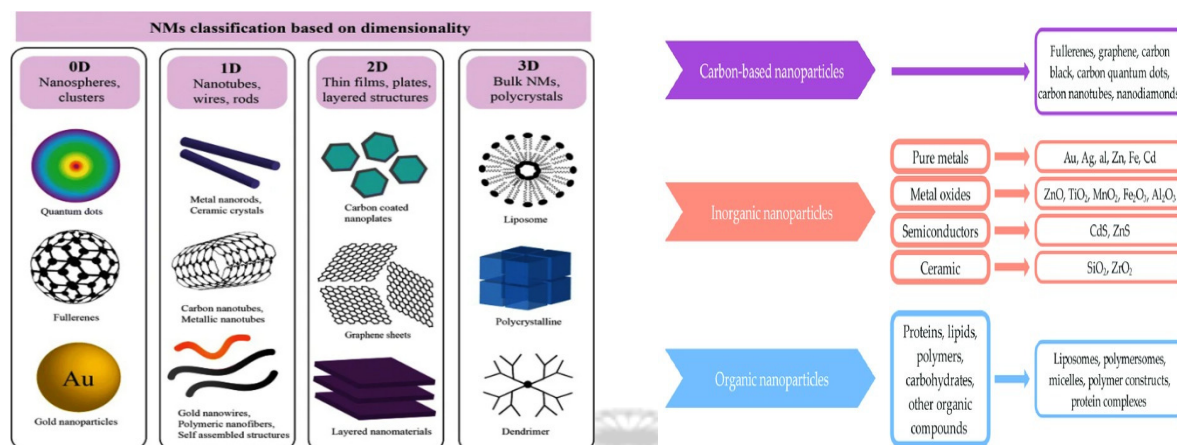 NMs classification based on dimensionality
0D
Nanospheres,
clusters
Quantum dots
Fullerenes
Au
Gold nanoparticles
1D
Nanotubes,
wires, rods
Metal nanorods,
Ceramic crystals
Carbon nanotubes,
Metallic nanotubes
Gold nanowires,
Polymeric nanofibers,
Self assembled structures
2D
Thin films, plates,
layered structures
Carbon coated
nanoplates
Graphene sheets
Layered nanomaterials
3D
Bulk NMs,
polycrystals
Liposome
Polycrystalline
Dendrimer
Carbon-based nanoparticles
Fullerenes, graphene, carbon
black, carbon quantum dots,
carbon nanotubes, nanodiamonds
Inorganic nanoparticles
Pure metals
Au, Ag, al, Zn, Fe, Cd
Metal oxides
ZnO, TiO₂, MnO₂, Fe₂O₃, Al₂O₃
Semiconductors
CdS, ZnS
Ceramic
SiO₂, ZrO₂
Organic nanoparticles
Proteins, lipids,
polymers,
carbohydrates,
other organic
compounds
Liposomes, polymersomes,
micelles, polymer constructs,
protein complexes